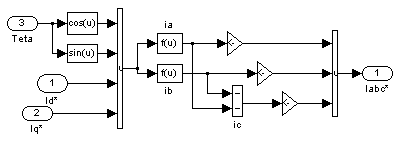 ia
cos(u)
3
f(u)
Teta
sin(u)
ib
1
f(u)
1
Id*
Iabc*
2
Iq*
ic